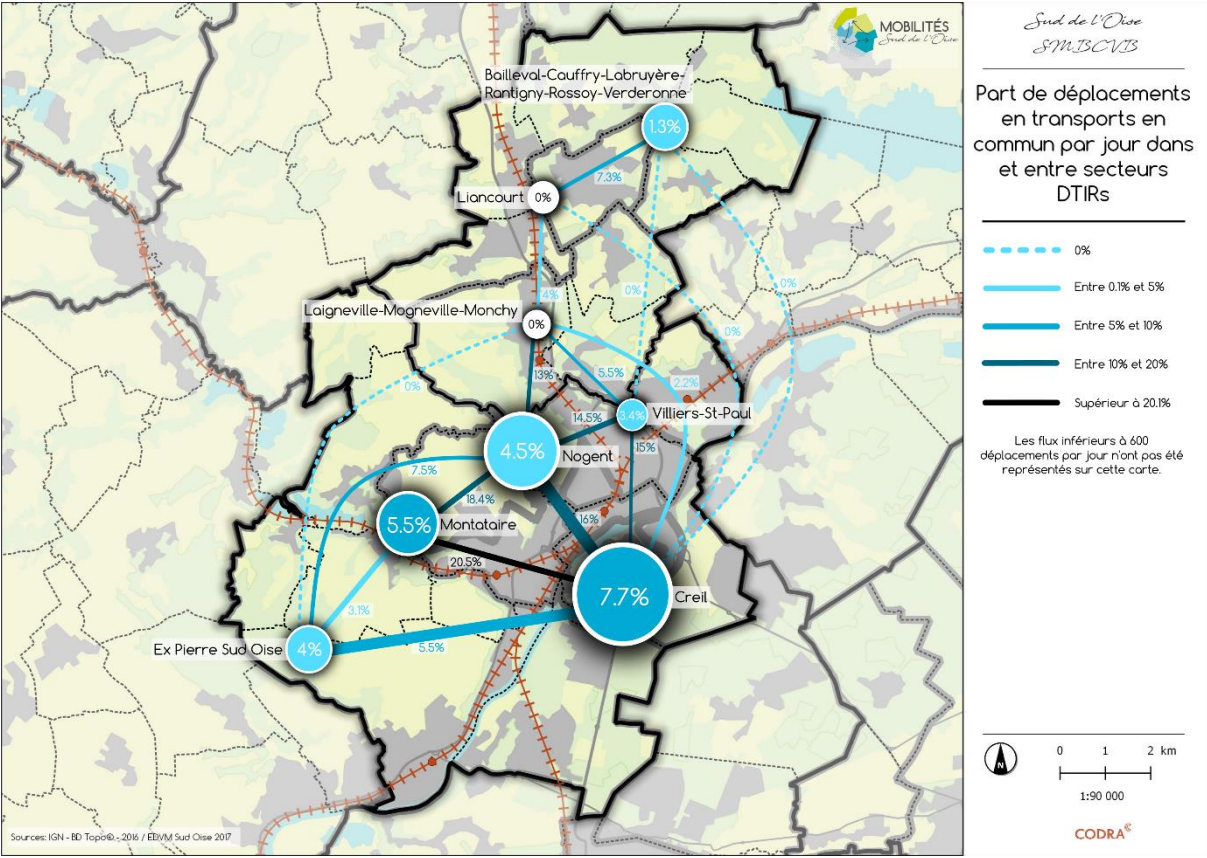 MOBILITÉS
Sud de l'Oise
Bailleval-Cauffry-Labruyère-
Rantigny-Rossoy-Verderonne
1.3%
7.3%
Liancourt
0%
4%
0%
0%
0%
Laigneville-Mogneville-Monchy
0%
13%
5.5%
2.2%
0%
14.5%
3.4%
Villiers-St-Paul
15%
4.5%
Nogent
7.5%
18.4%
16%
5.5%
Montataire
20.5%
7.7%
Creil
3.1%
Ex Pierre Sud Oise
4%
5.5%
Sources: IGN - BD Topo© - 2016 / EDVM Sud Oise 2017
Sud de l'Oise
SMBCVB
Part de déplacements
en transports en
commun par jour dans
et entre secteurs
DTIRs
0%
Entre 0.1% et 5%
Entre 5% et 10%
Entre 10% et 20%
Supérieur à 20.1%
Les flux inférieurs à 600
déplacements par jour n'ont pas été
représentés sur cette carte.
N
0 1 2 km
1:90 000
CODRA